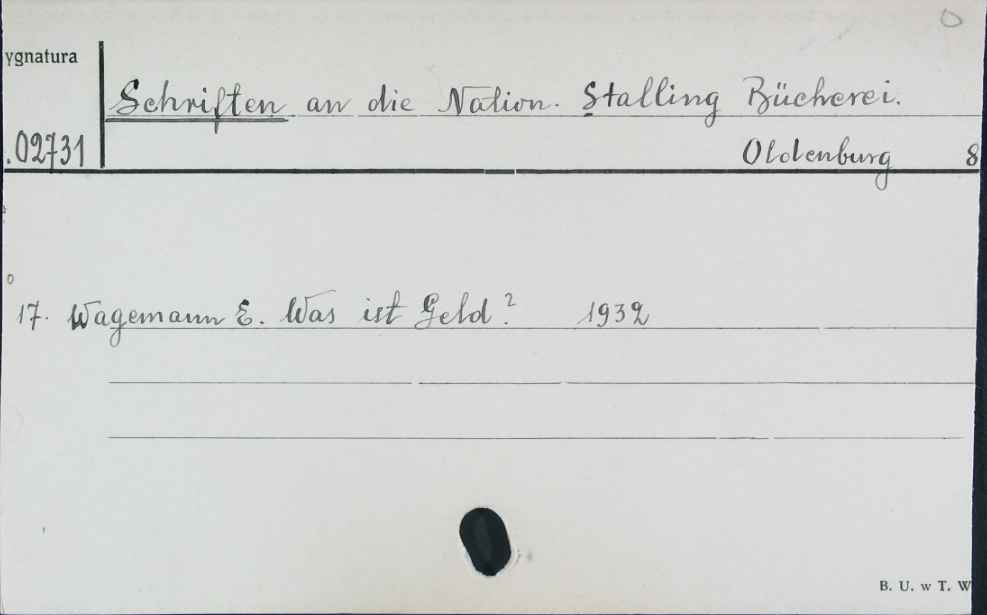 ygnatura
Schriften an die Nation. Stalling Bücherei.
.02731
Oldenburg 8
17. Wagemann E. Was ist Geld? 1932
B. U. w T. W